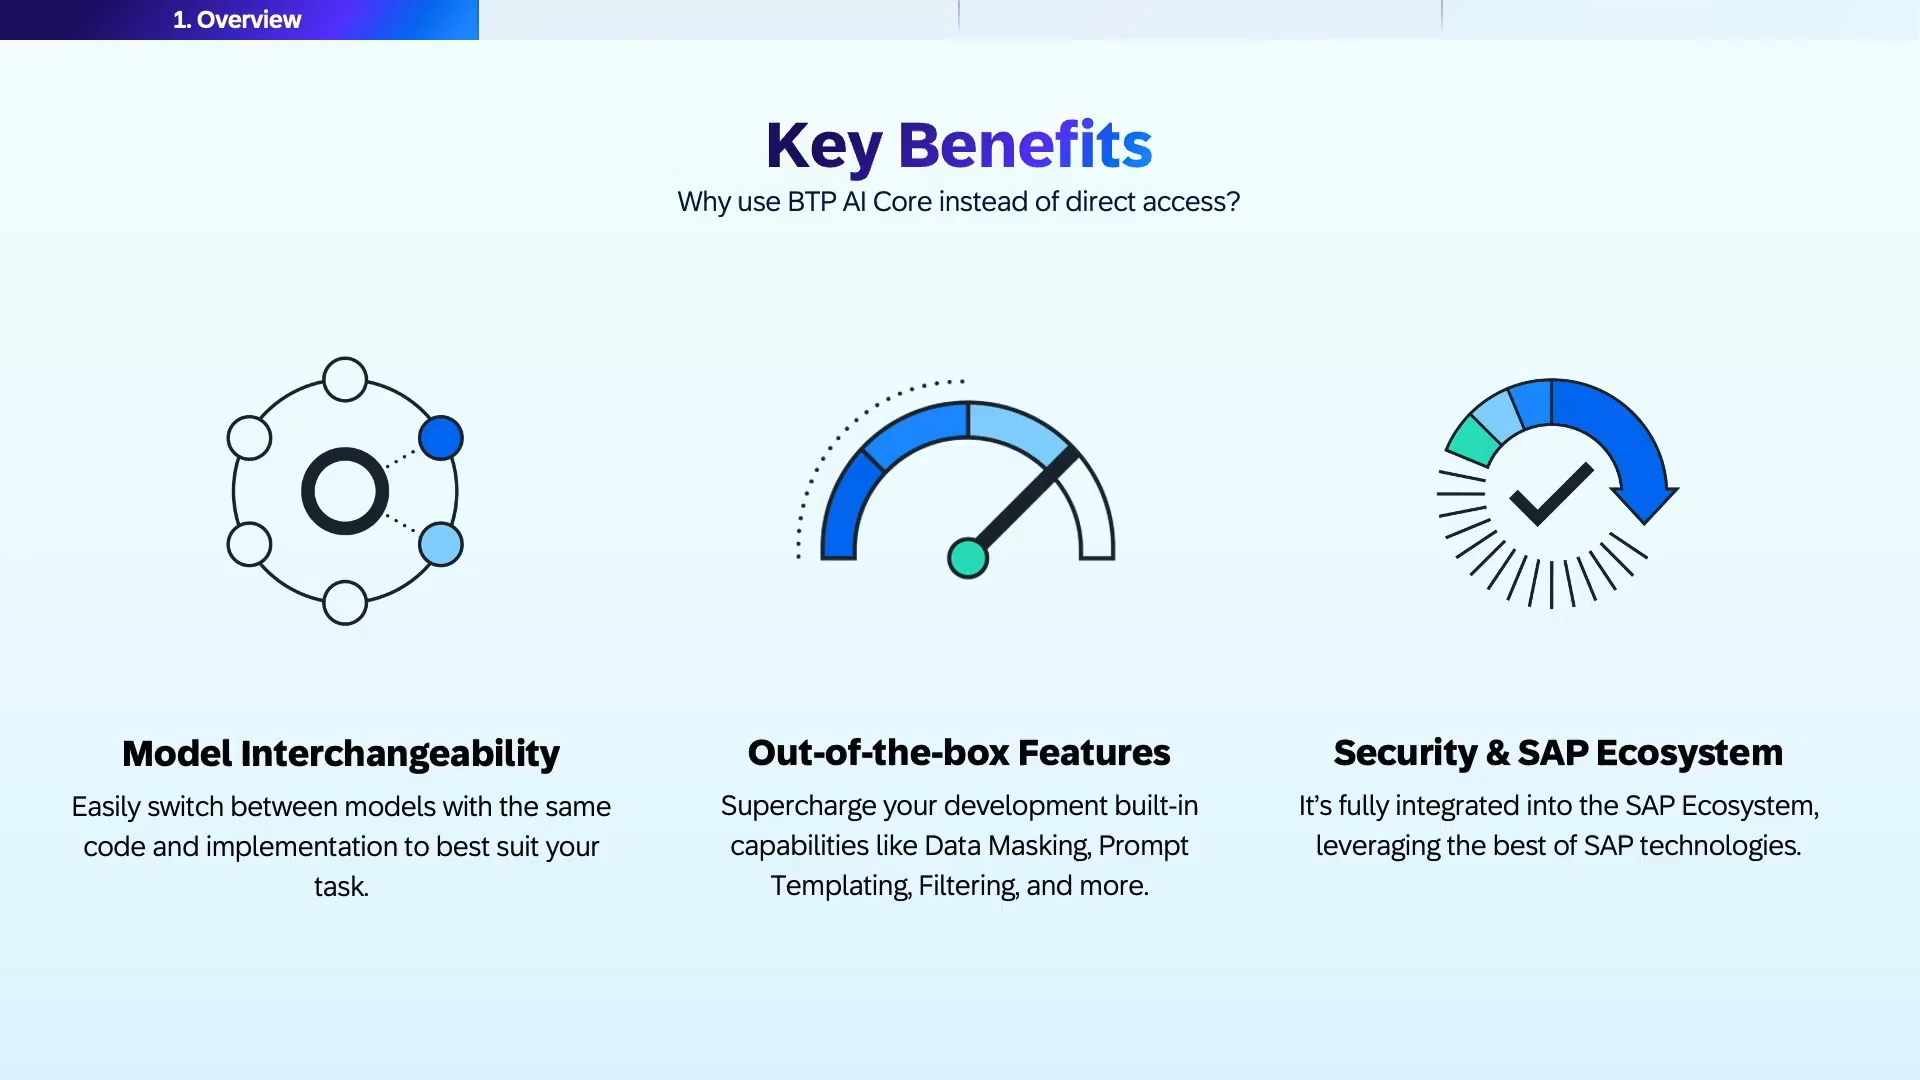 1. Overview
Key Benefits
Why use BTP AI Core instead of direct access?
Model Interchangeability
Easily switch between models with the same
code and implementation to best suit your
task.
Out-of-the-box Features
Supercharge your development built-in
capabilities like Data Masking, Prompt
Templating, Filtering, and more.
Security & SAP Ecosystem
It’s fully integrated into the SAP Ecosystem,
leveraging the best of SAP technologies.